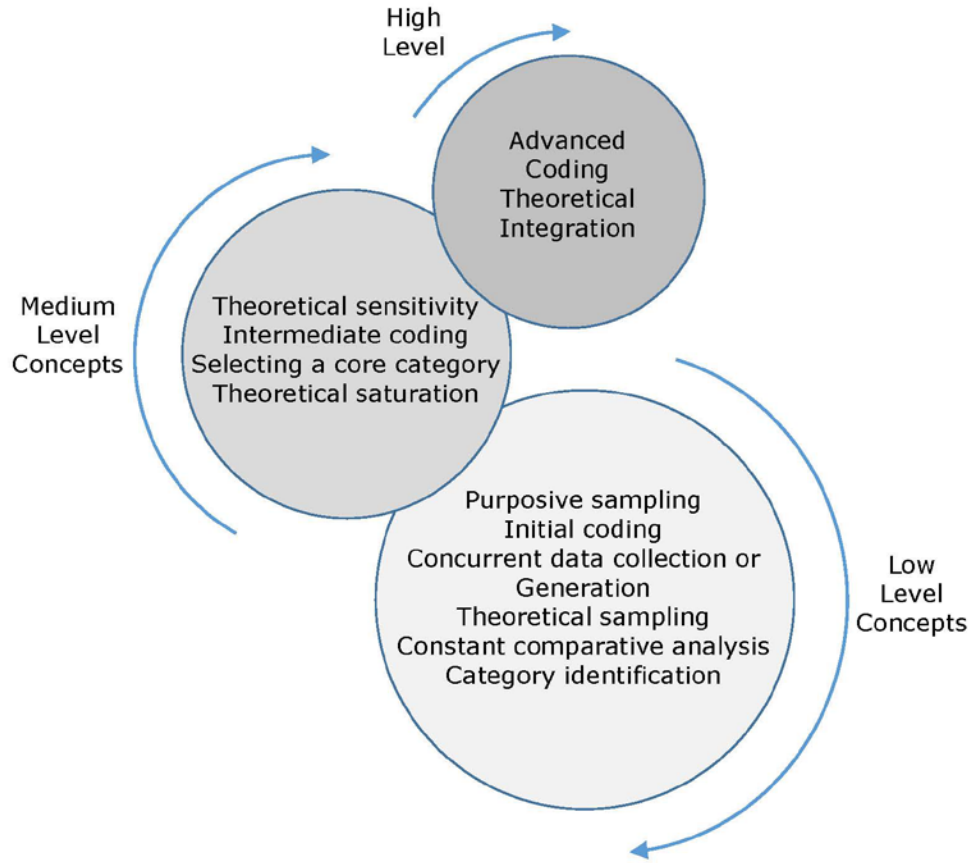 High
Level
Advanced
Coding
Theoretical
Integration
Medium
Level
Concepts
Theoretical sensitivity
Intermediate coding
Selecting a core category
Theoretical saturation
Purposive sampling
Initial coding
Concurrent data collection or
Generation
Theoretical sampling
Constant comparative analysis
Category identification
Low
Level
Concepts